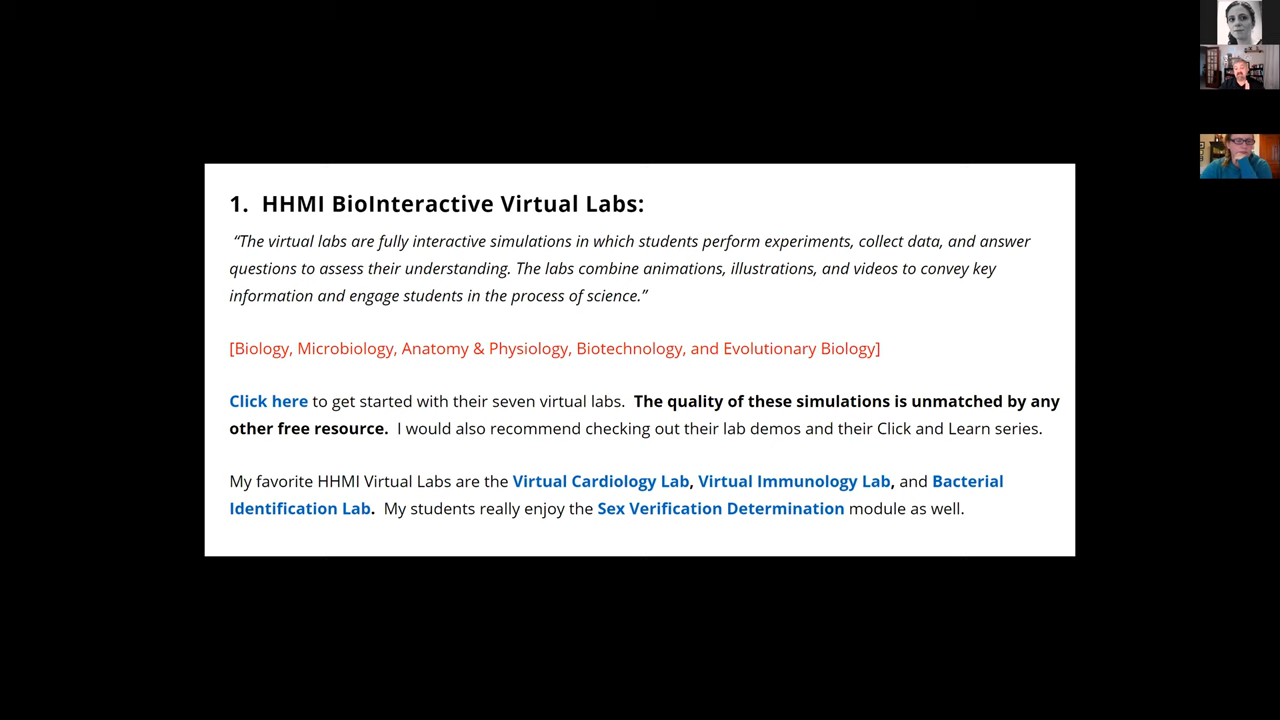 1.  HHMI BioInteractive Virtual Labs:
“The virtual labs are fully interactive simulations in which students perform experiments, collect data, and answer
questions to assess their understanding. The labs combine animations, illustrations, and videos to convey key
information and engage students in the process of science.”
[Biology, Microbiology, Anatomy & Physiology, Biotechnology, and Evolutionary Biology]
Click here to get started with their seven virtual labs.  The quality of these simulations is unmatched by any
other free resource.  I would also recommend checking out their lab demos and their Click and Learn series.
My favorite HHMI Virtual Labs are the Virtual Cardiology Lab, Virtual Immunology Lab, and Bacterial
Identification Lab.  My students really enjoy the Sex Verification Determination module as well.